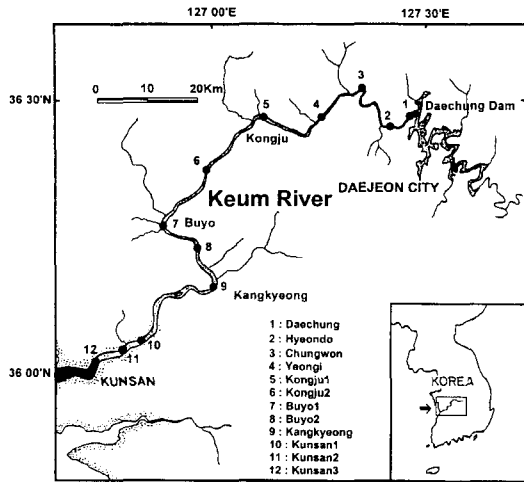 127 00'E
127 30'E
0 10 20Km
36 30'
3
1
Daechung Dam
5
4
2
Kongju
DAEJEON CITY
6
Keum River
7 Buyo
8
9
Kangkyeong
10
11
12
36 00'
KUNSAN
1 : Daechung
2 : Hyeondo
3 : Chungwon
4 : Yeongi
5 : Kongju1
6 : Kongju2
7 : Buyo1
8 : Buyo2
9 : Kangkyeong
10 : Kunsan1
11 : Kunsan2
12 : Kunsan3
KOREA